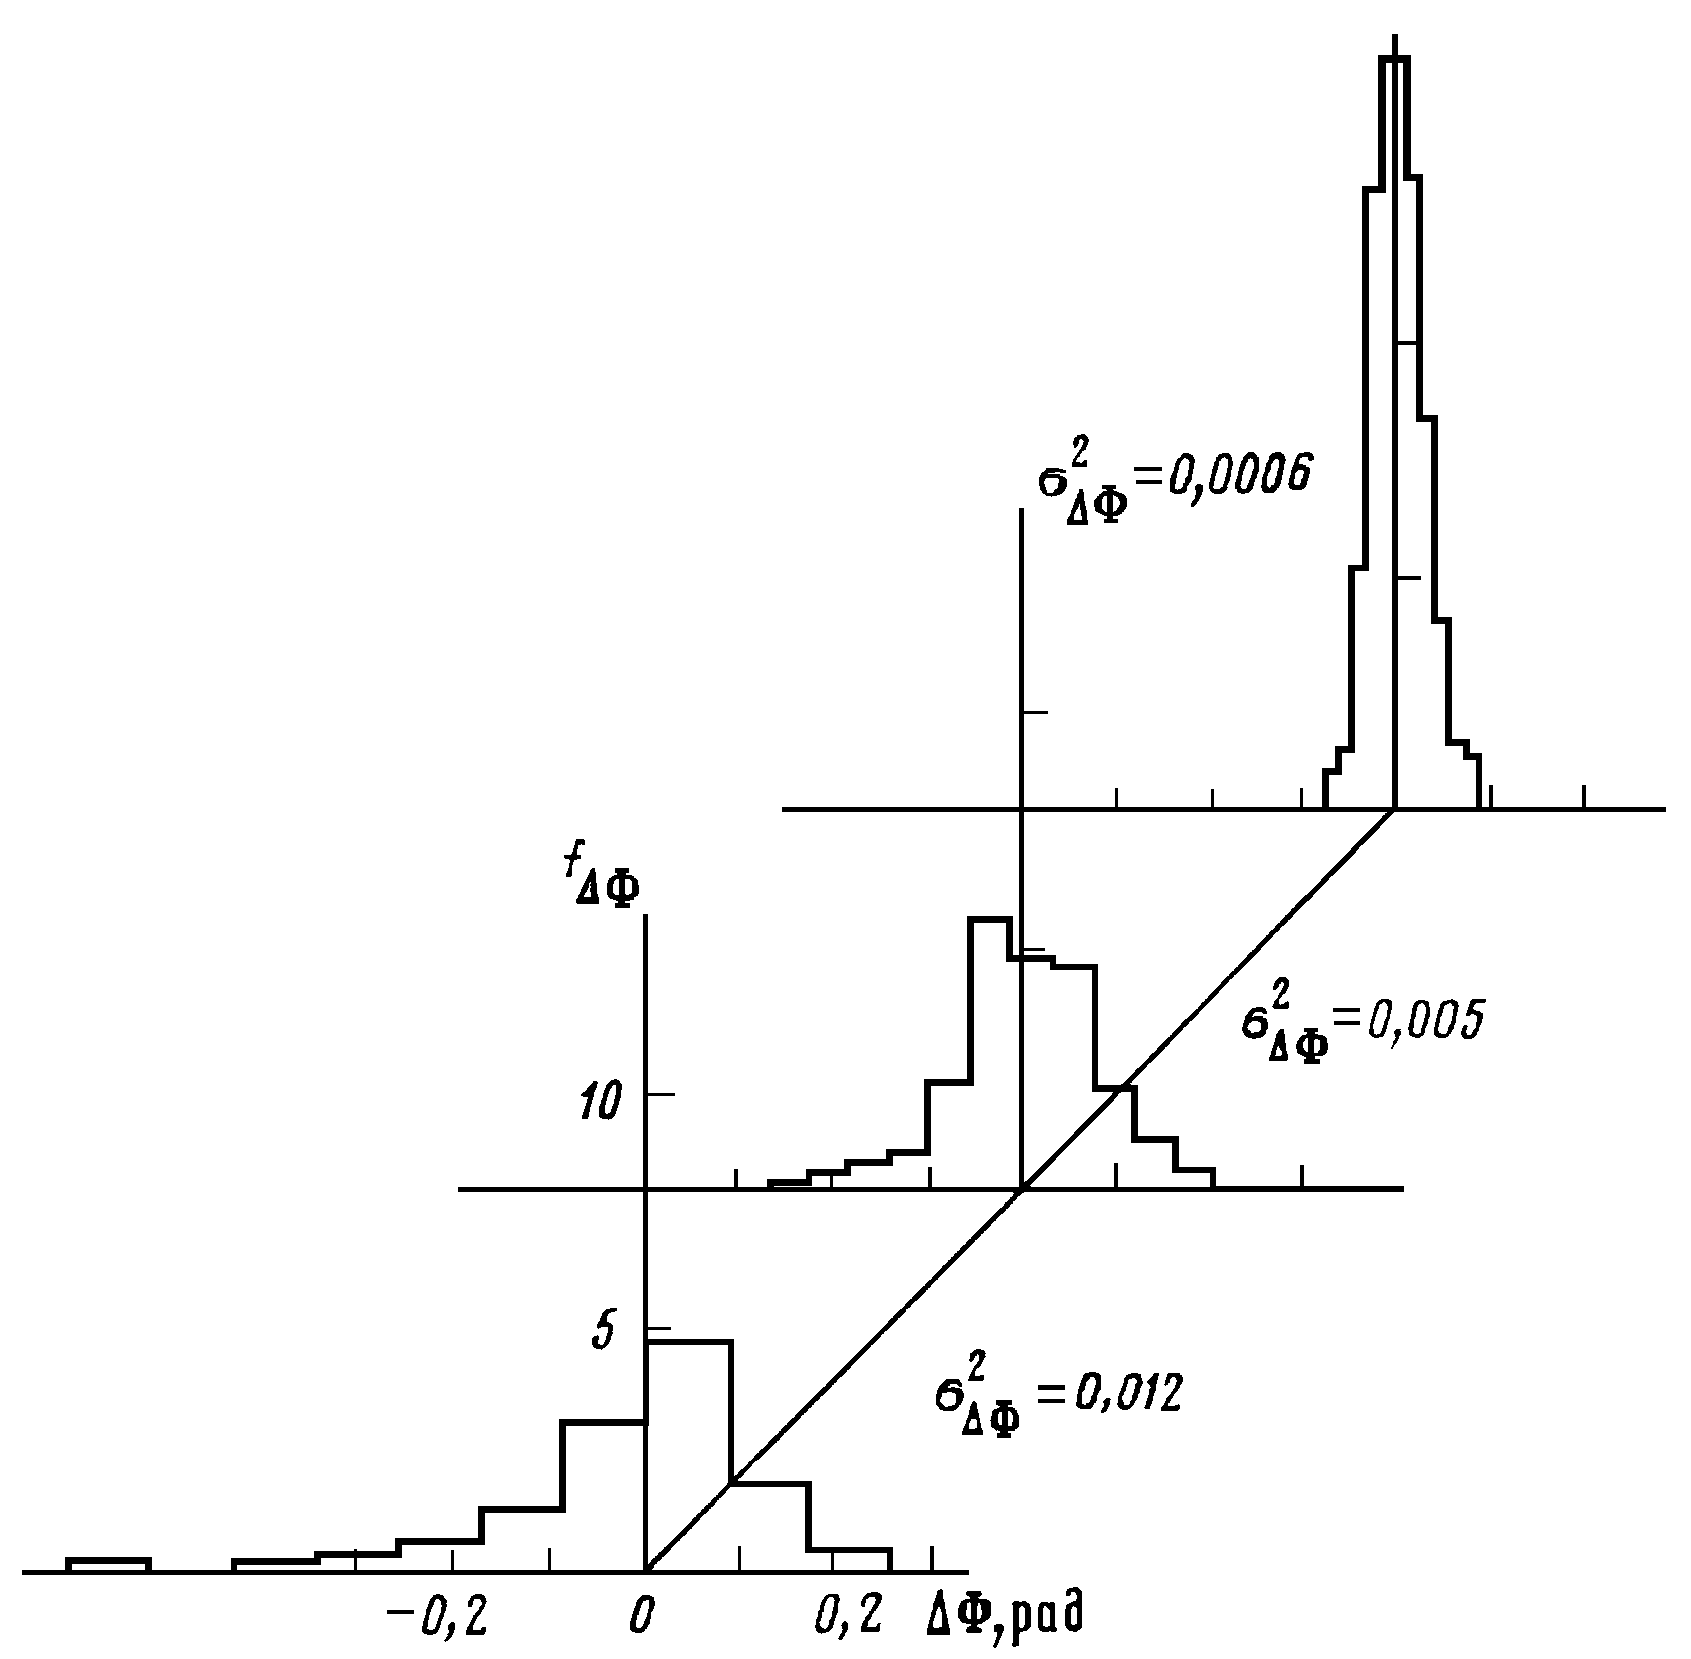 σ²ΔΦ =0,0006
fΔΦ
σ²ΔΦ =0,005
10
5
σ²ΔΦ =0,012
−0,2 0 0,2 ΔΦ, рад